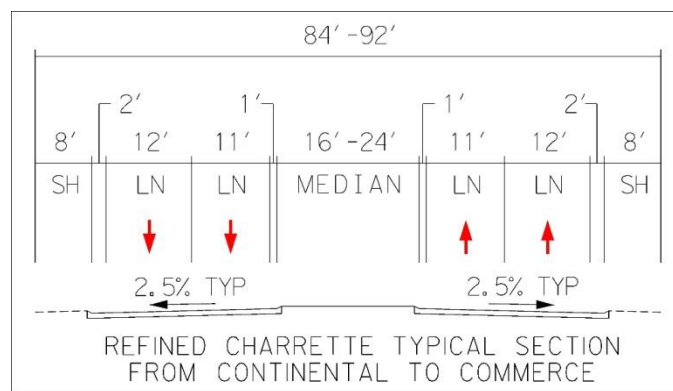 84'-92'
2' 1' 1' 2'
8' 12' 11' 16'-24' 11' 12' 8'
SH LN LN MEDIAN LN LN SH
2.5% TYP 2.5% TYP
REFINED CHARRETTE TYPICAL SECTION
FROM CONTINENTAL TO COMMERCE